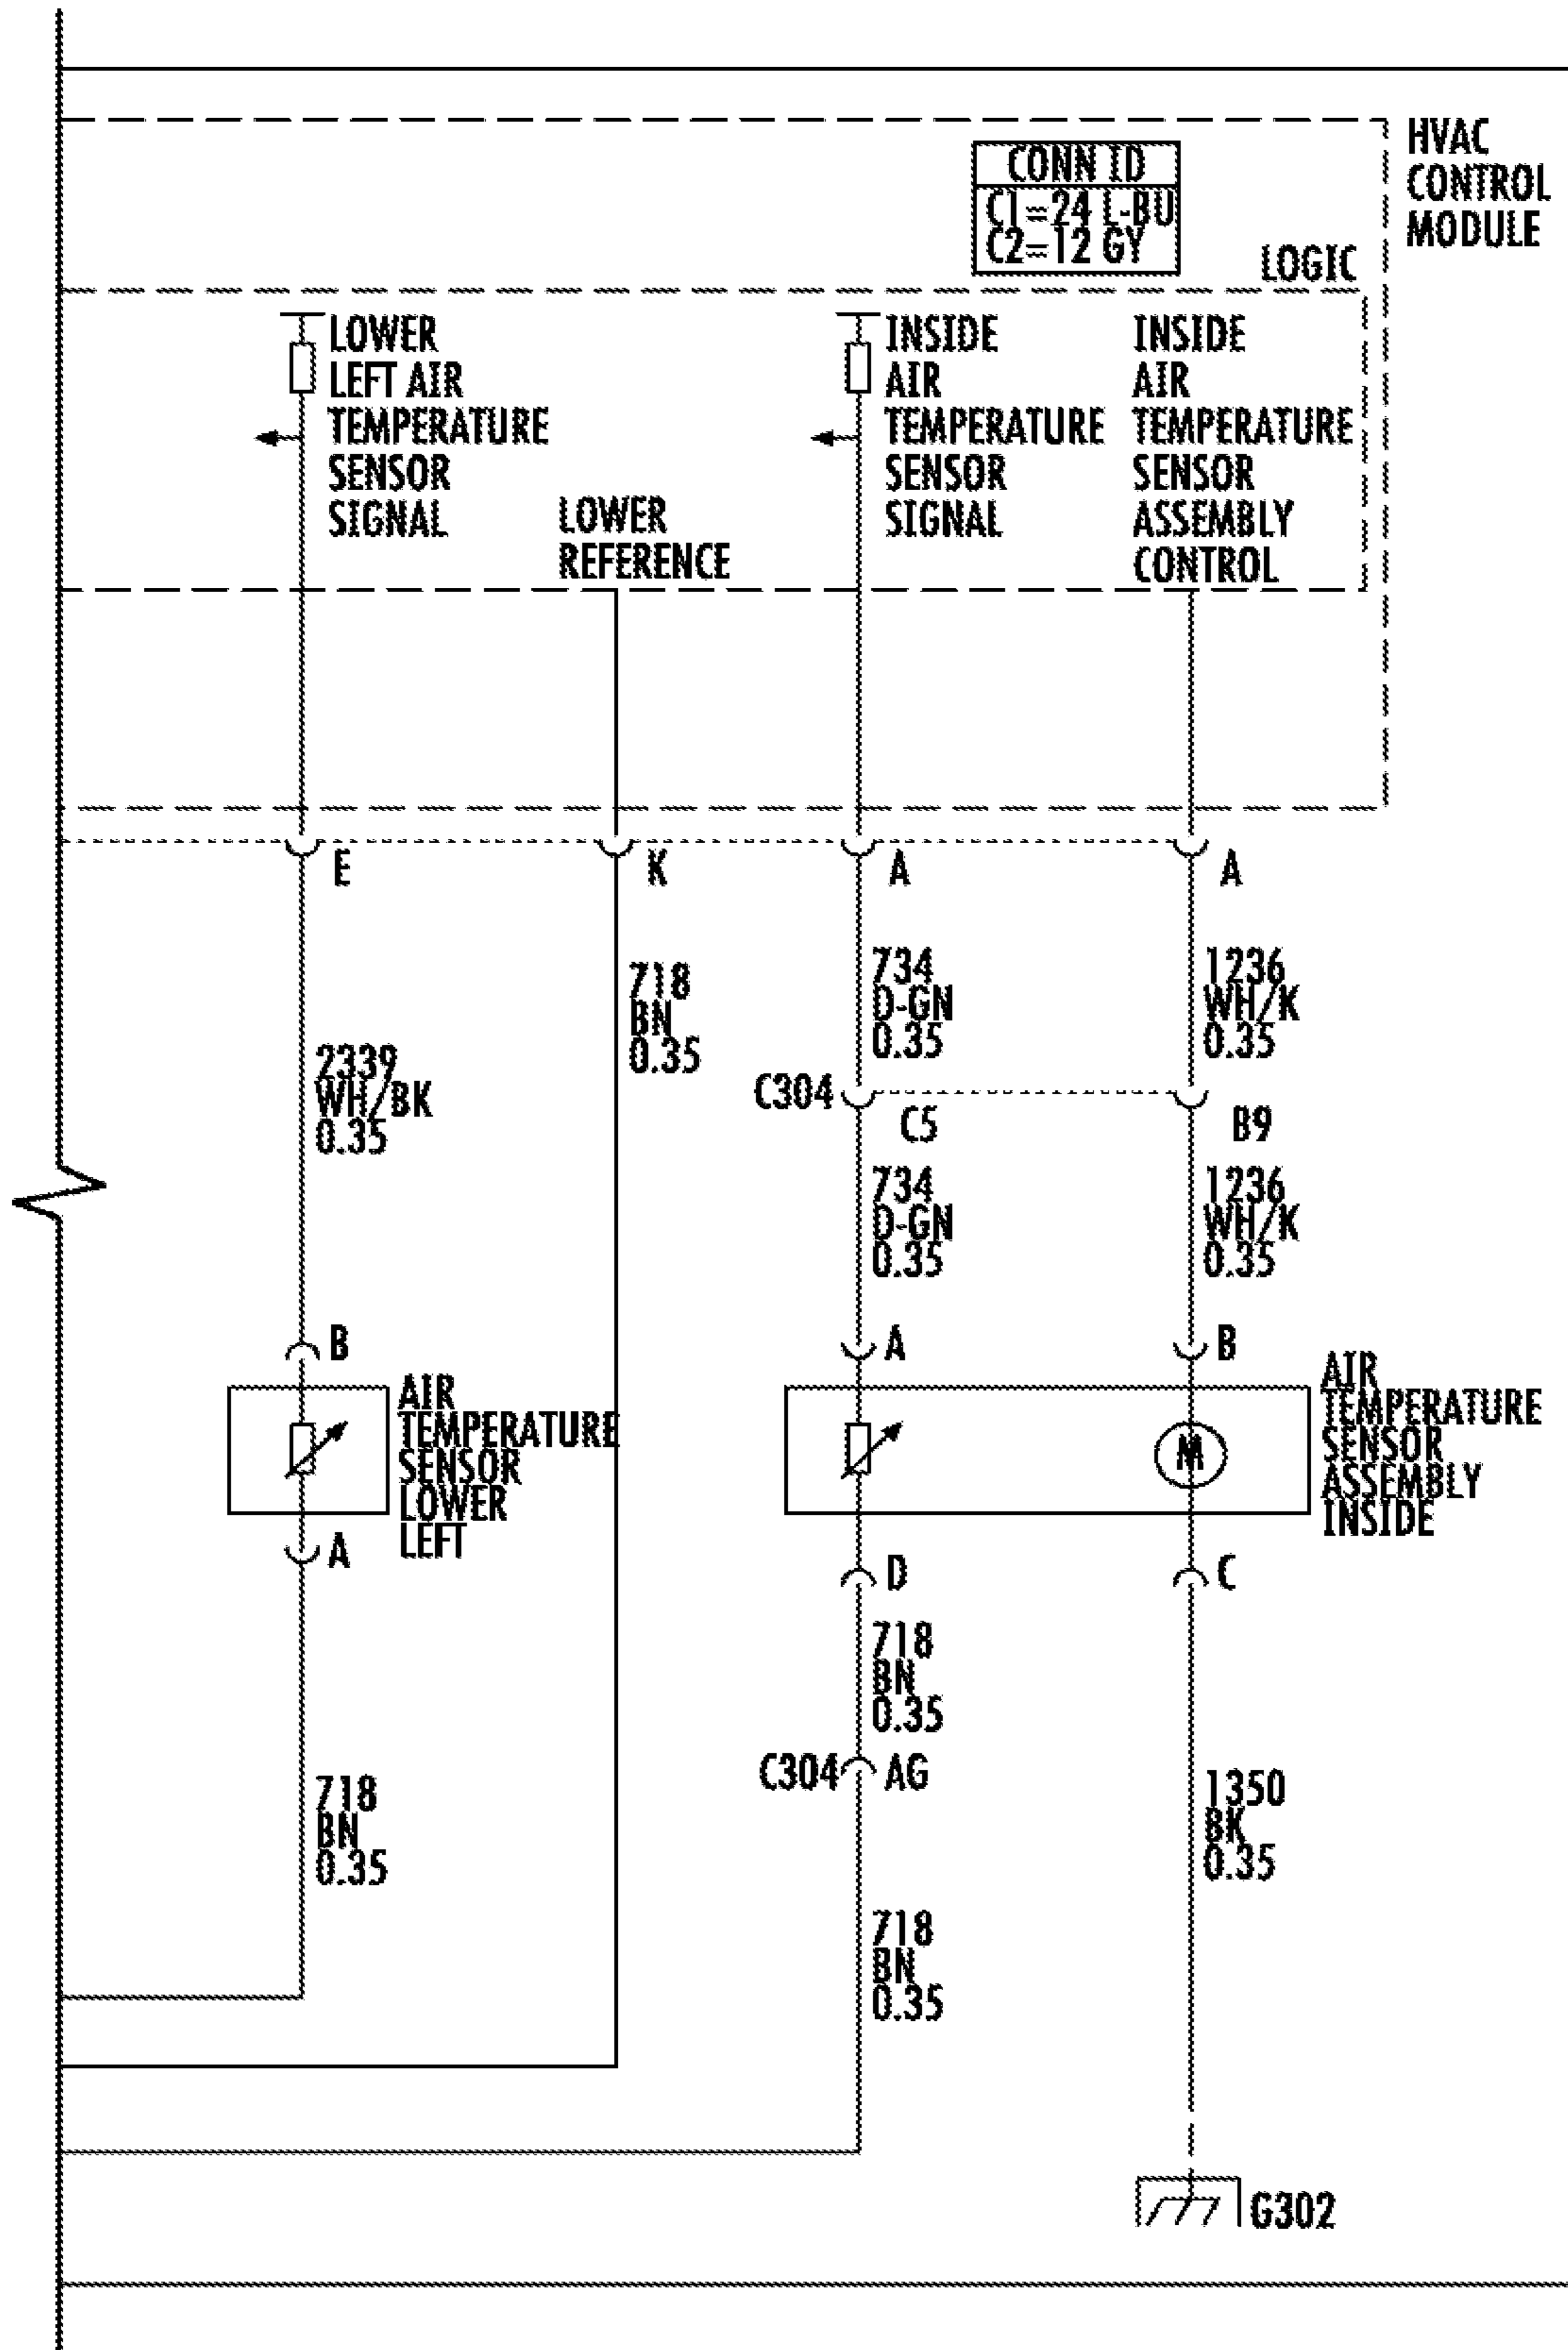 HVAC
CONTROL
MODULE
CONN ID
C1=24 L-BU
C2=12 GY
LOGIC
LOWER
LEFT AIR
TEMPERATURE
SENSOR
SIGNAL
LOWER
REFERENCE
INSIDE
AIR
TEMPERATURE
SENSOR
SIGNAL
INSIDE
AIR
TEMPERATURE
SENSOR
ASSEMBLY
CONTROL
E
K
A
A
2339
WH/BK
0.35
718
BN
0.35
734
D-GN
0.35
1236
WH/K
0.35
C304
C5
B9
734
D-GN
0.35
1236
WH/K
0.35
B
A
B
AIR
TEMPERATURE
SENSOR
LOWER
LEFT
M
AIR
TEMPERATURE
SENSOR
ASSEMBLY
INSIDE
A
D
C
718
BN
0.35
C304
AG
718
BN
0.35
1350
BK
0.35
718
BN
0.35
G302